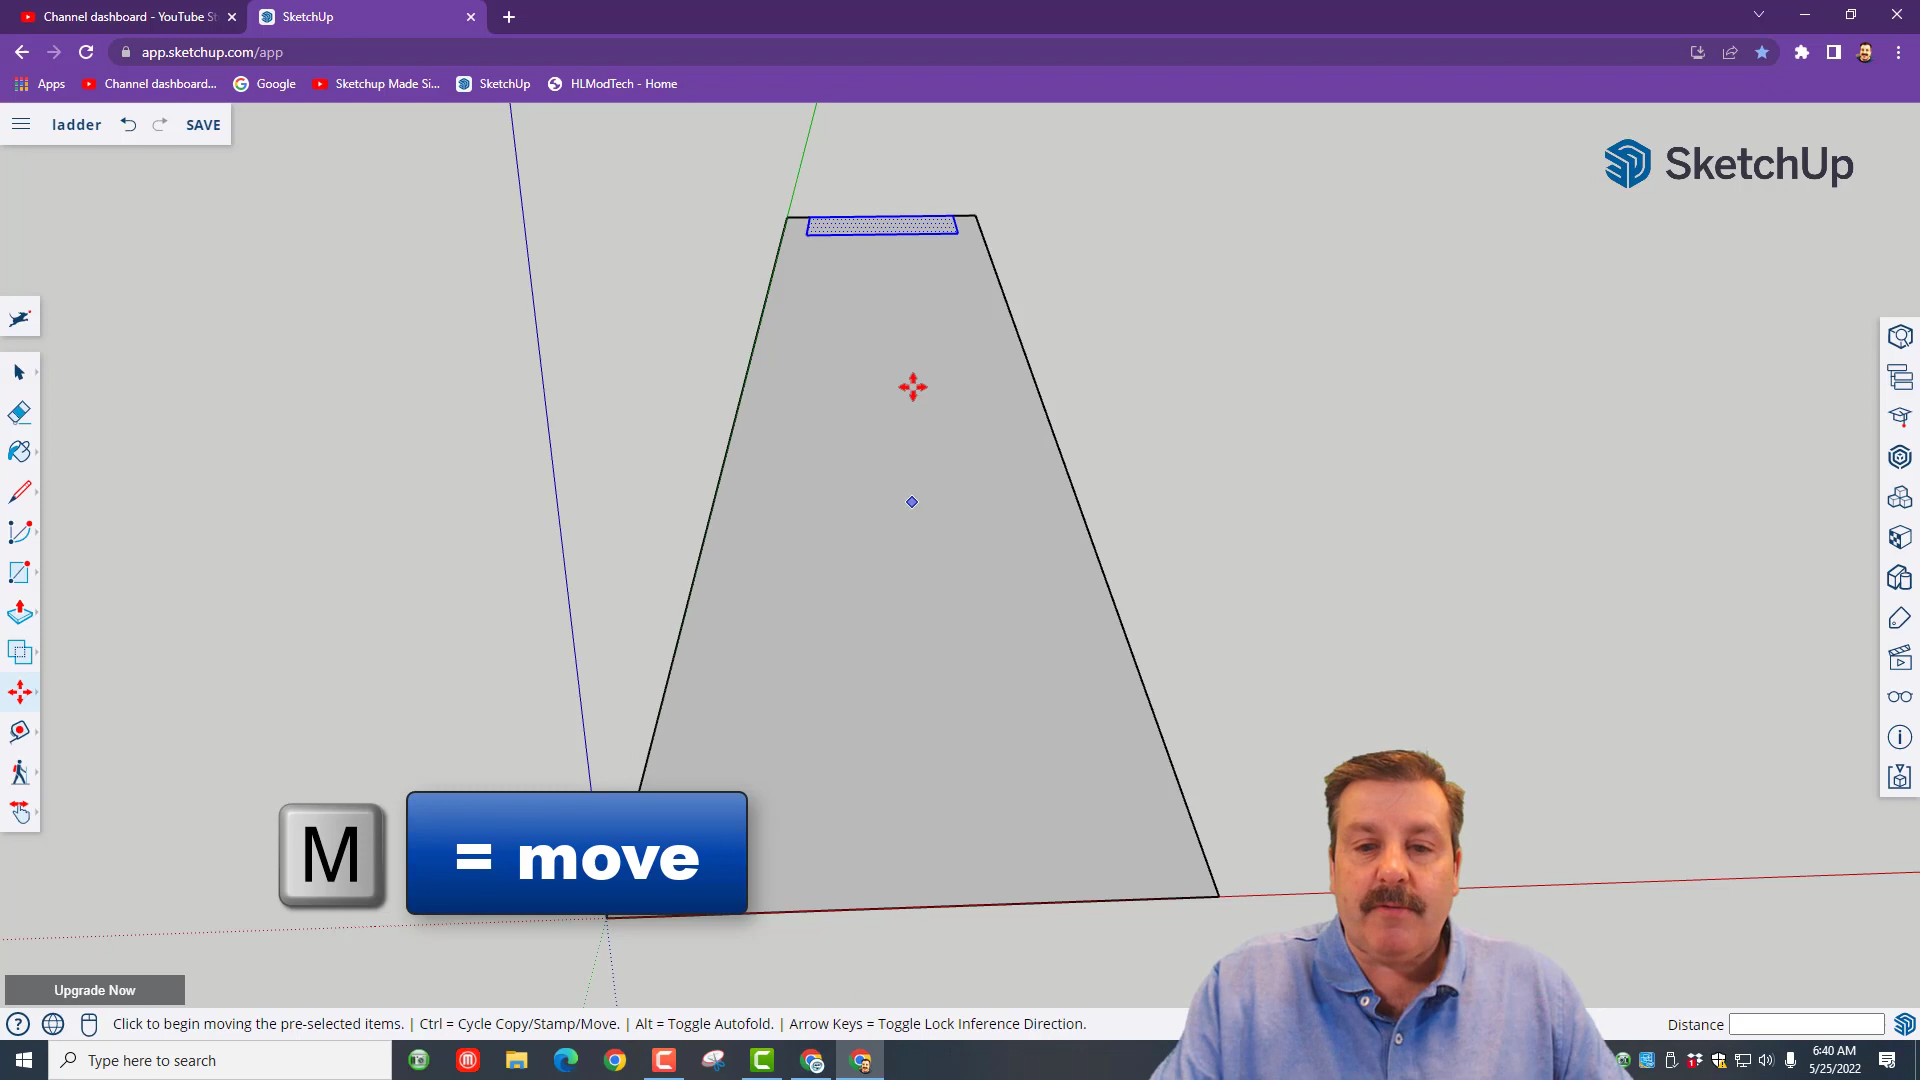 Channel dashboard - YouTube St
SketchUp
app.sketchup.com/app
Apps
Channel dashboard...
Google
Sketchup Made Si...
SketchUp
HLModTech - Home
ladder
SAVE
SketchUp
M
= move
Upgrade Now
Click to begin moving the pre-selected items. | Ctrl = Cycle Copy/Stamp/Move. | Alt = Toggle Autofold. | Arrow Keys = Toggle Lock Inference Direction.
Distance
Type here to search
6:40 AM
5/25/2022